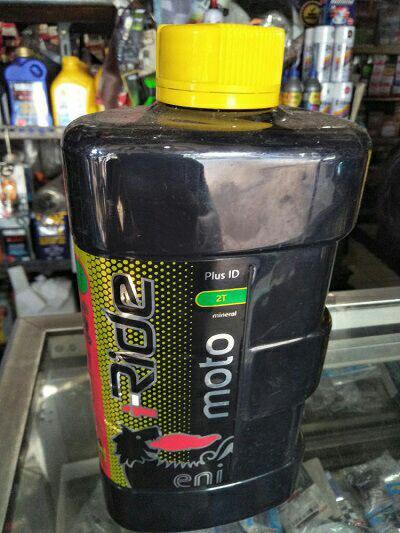 Plus ID
2T
mineral
i-Ride
moto
eni